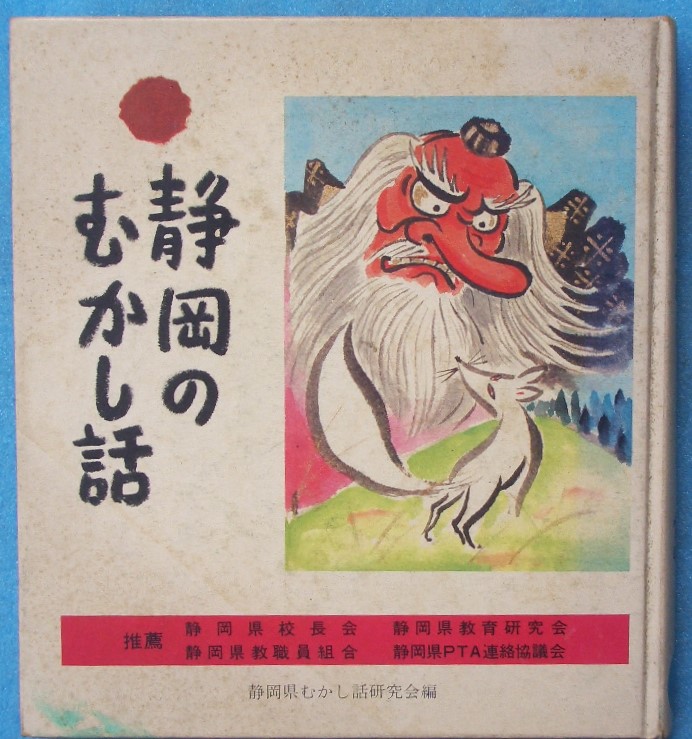 静岡の
むかし話
推薦
静岡県校長会 静岡県教育研究会
静岡県教職員組合 静岡県PTA連絡協議会
静岡県むかし話研究会編